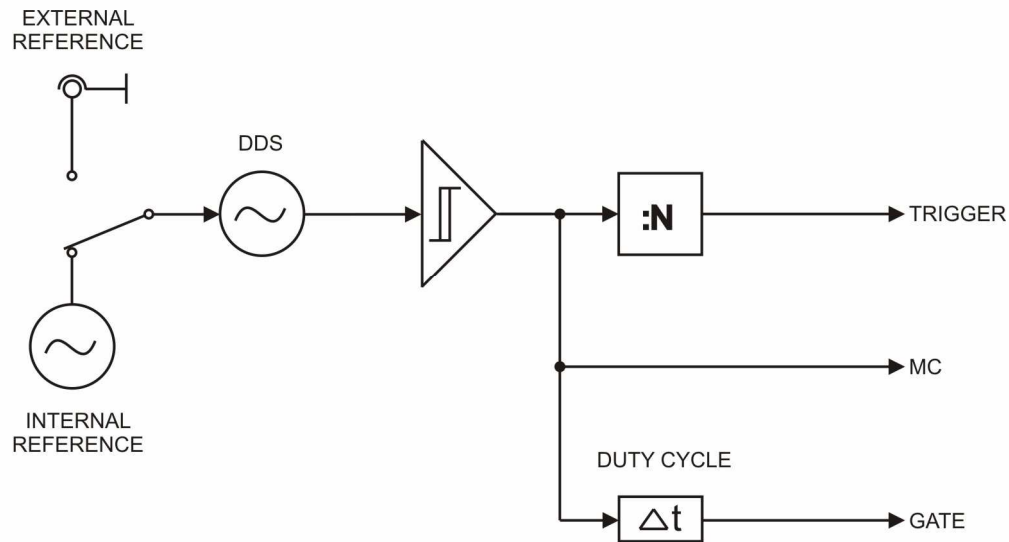 EXTERNAL
REFERENCE
DDS
:N
TRIGGER
MC
INTERNAL
REFERENCE
DUTY CYCLE
Δt
GATE